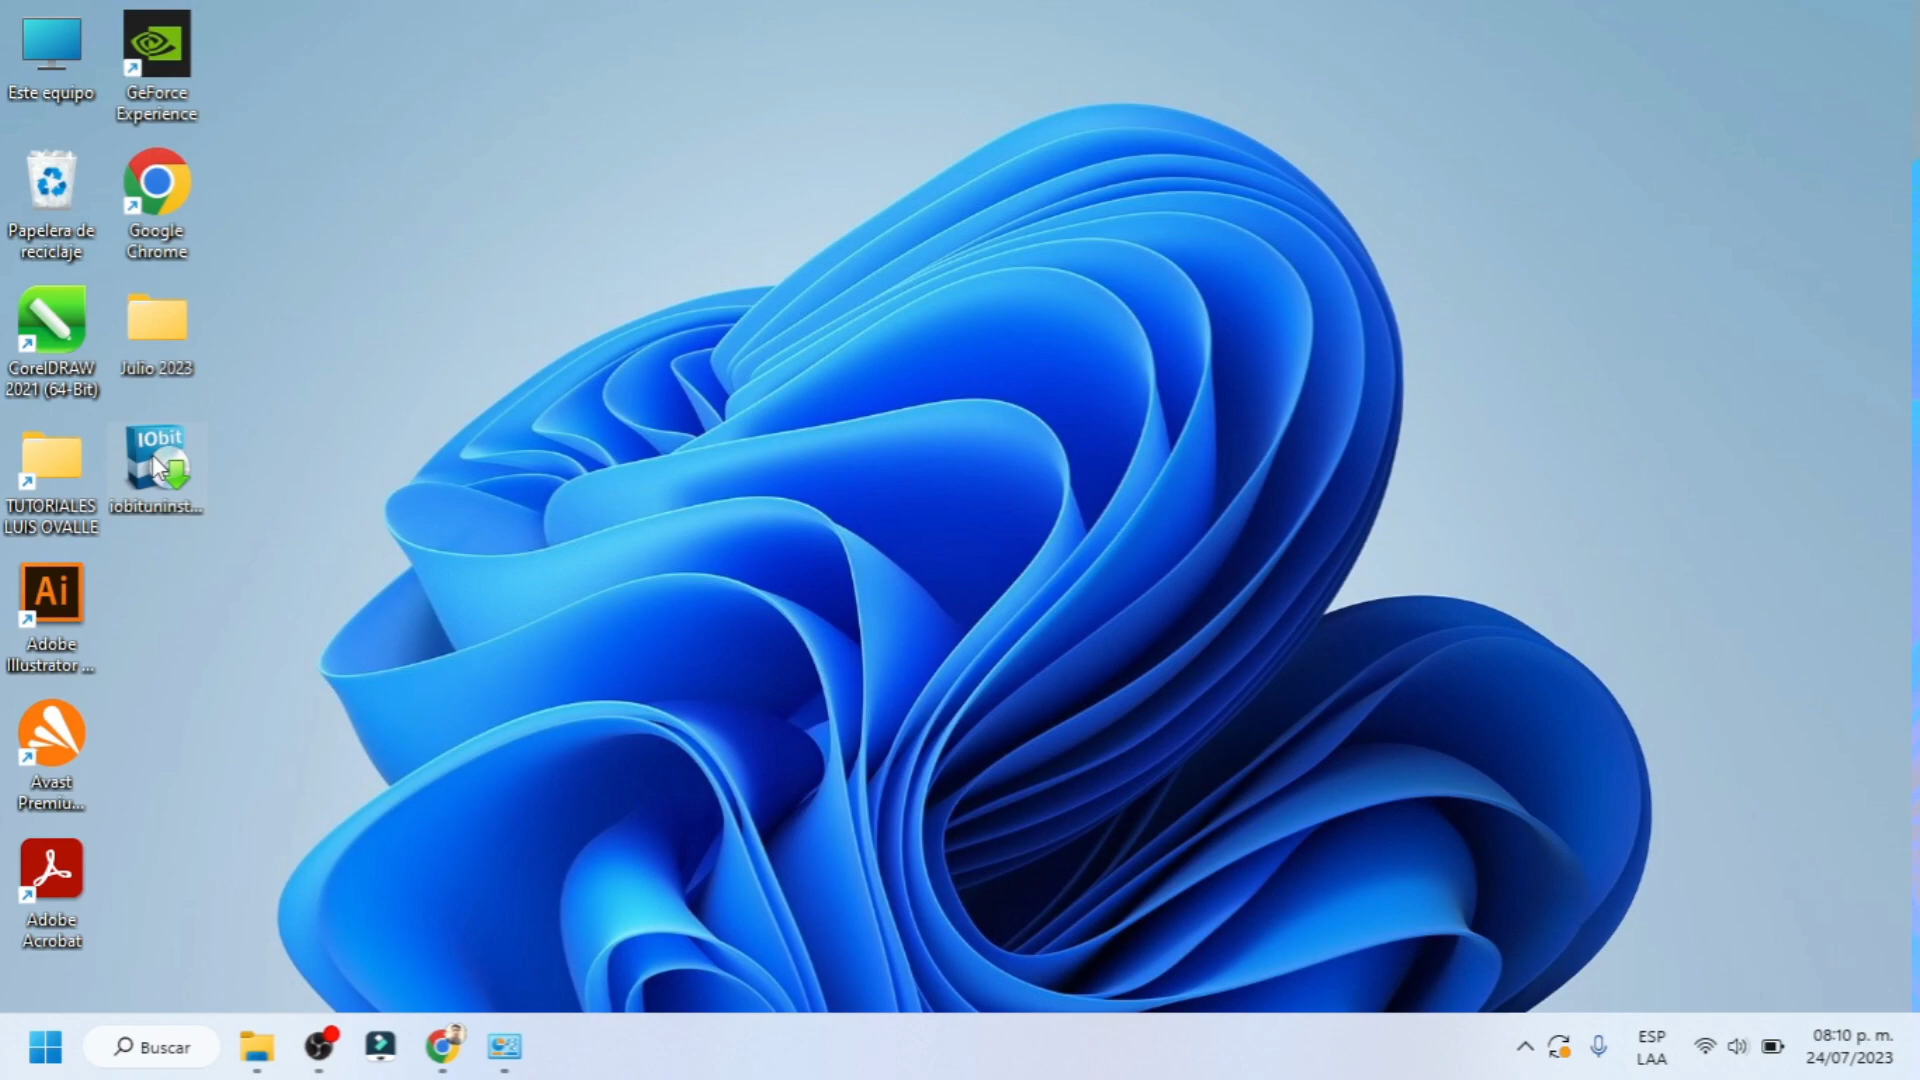 Este equipo
GeForce
Experience
Papelera de
reciclaje
Google
Chrome
CorelDRAW
2021 (64-Bit)
Julio 2023
TUTORIALES
LUIS OVALLE
IObit
iobituninst...
Ai
Adobe
Illustrator ...
Avast
Premiu...
Adobe
Acrobat
Buscar
ESP
LAA
08:10 p. m.
24/07/2023